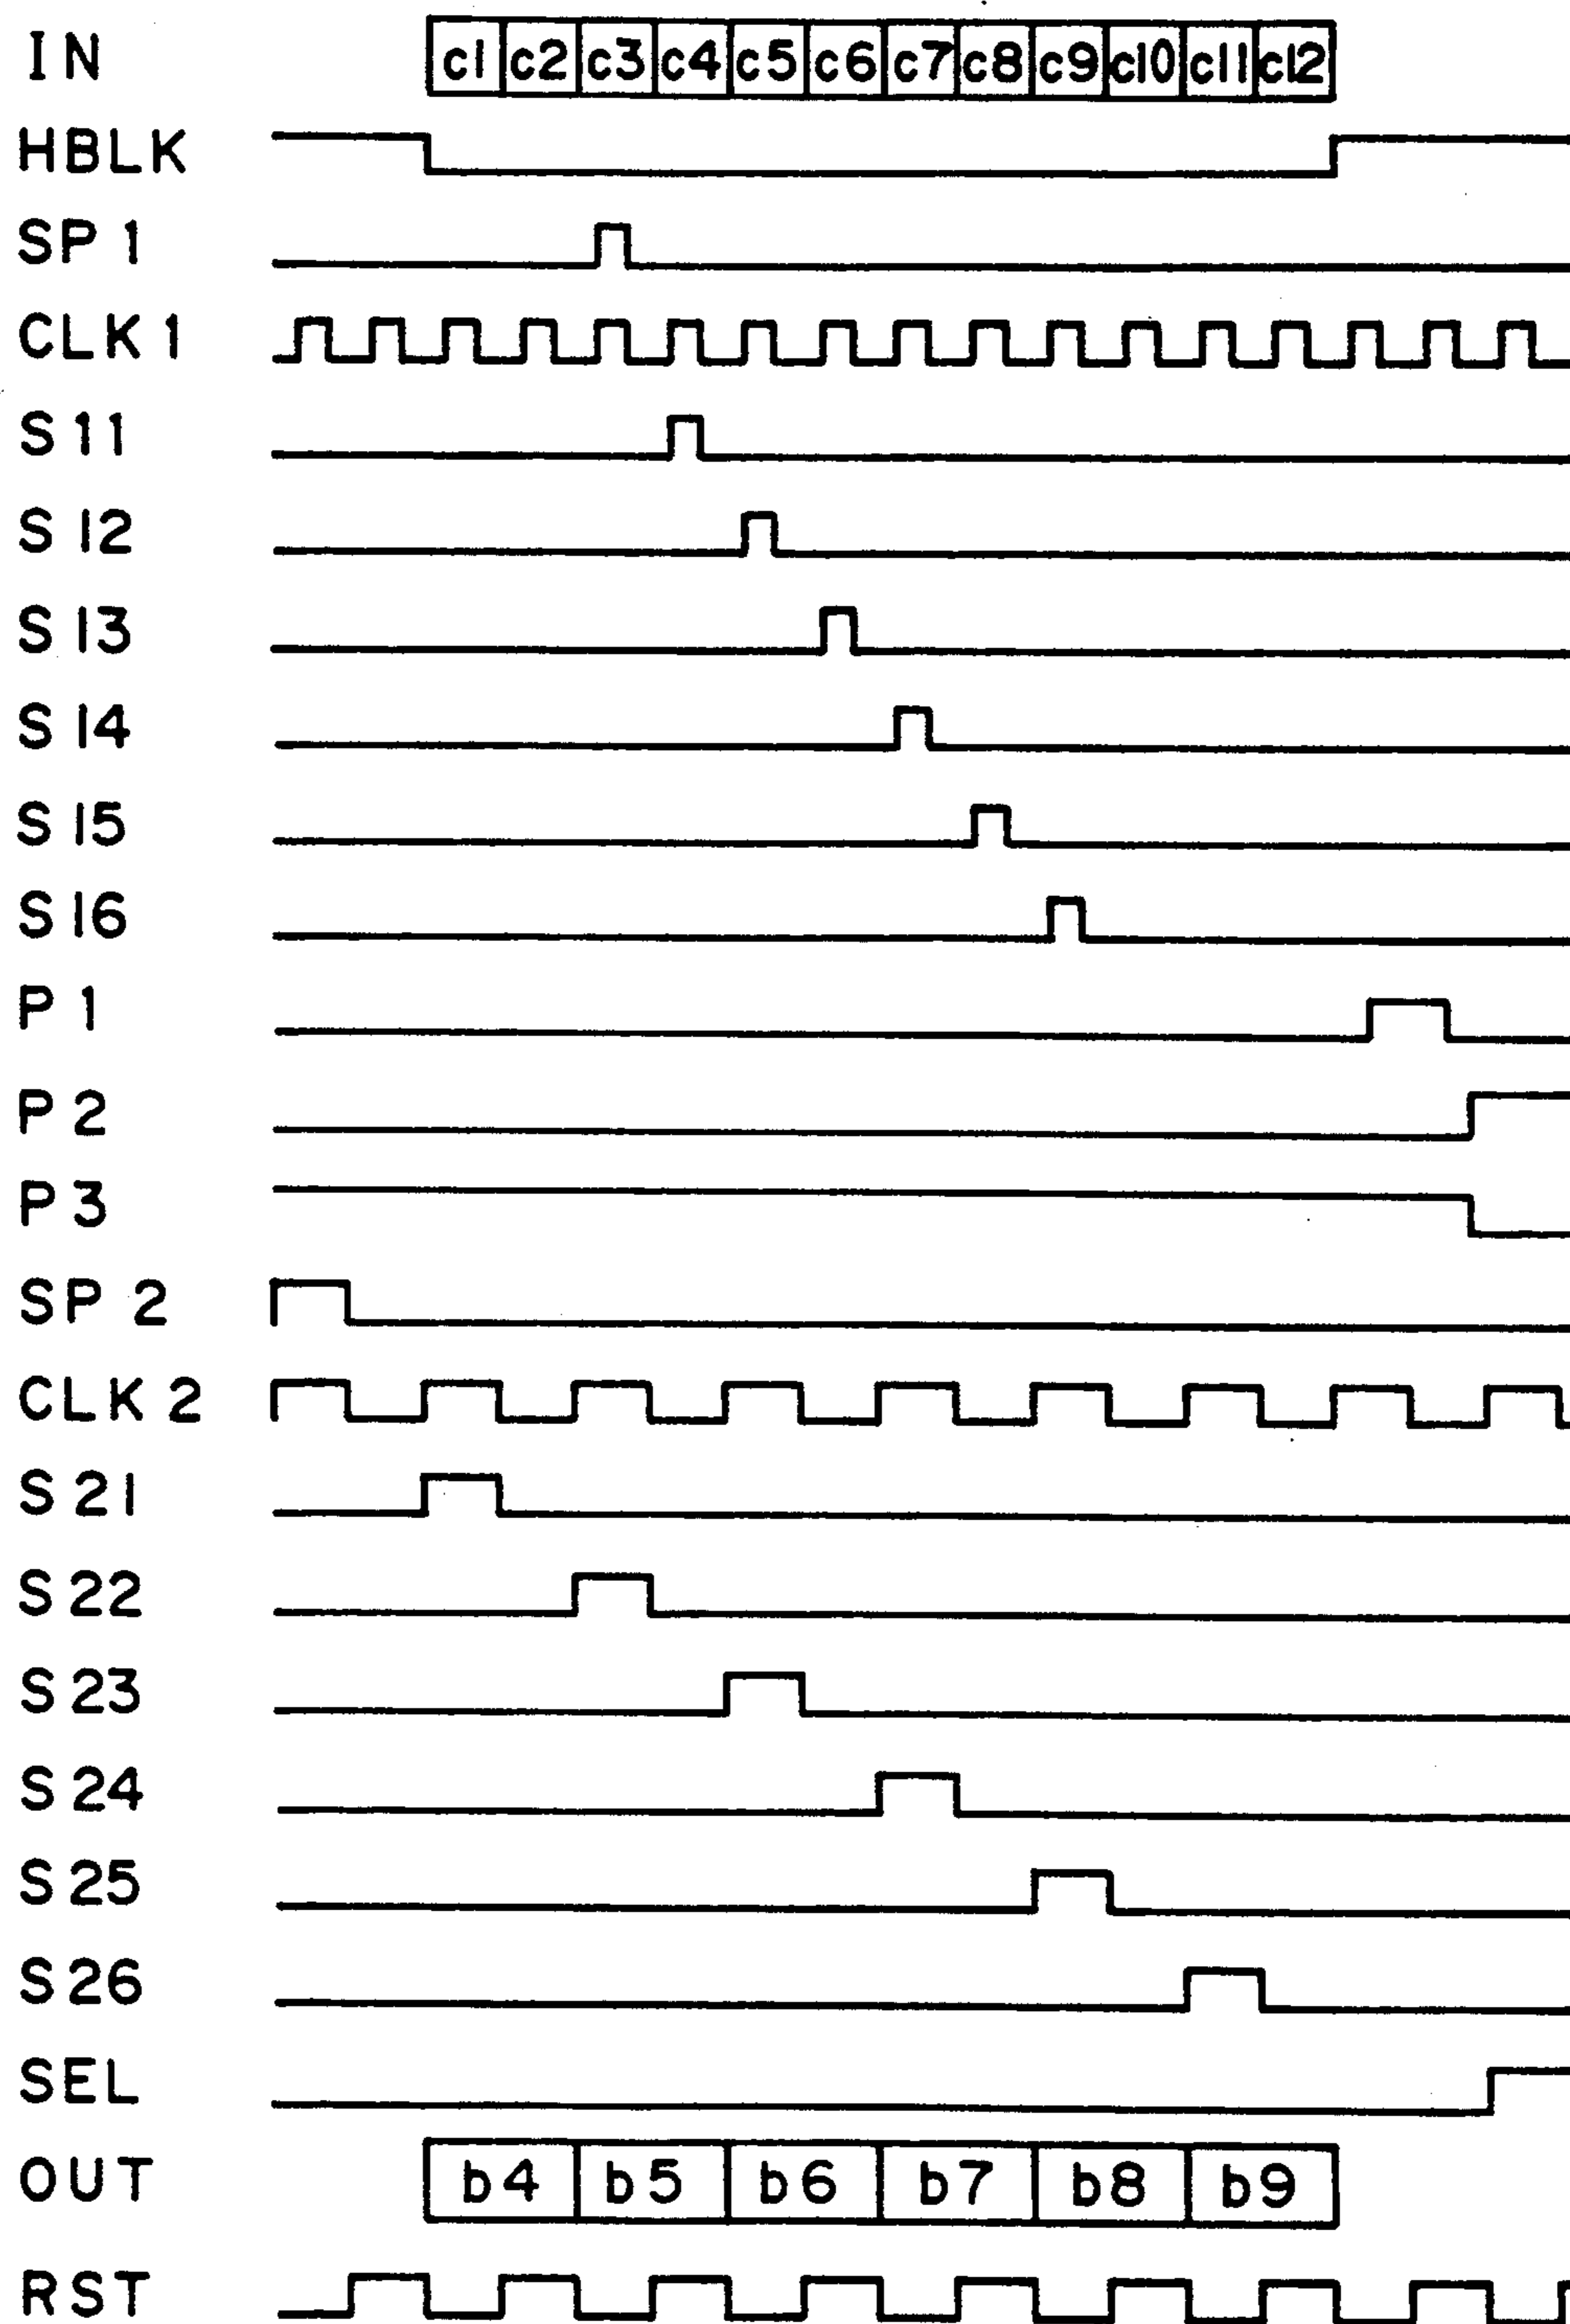 IN c1 c2 c3 c4 c5 c6 c7 c8 c9 c10 c11 c12
HBLK
SP 1
CLK 1
S 11
S 12
S 13
S 14
S 15
S 16
P 1
P 2
P 3
SP 2
CLK 2
S 21
S 22
S 23
S 24
S 25
S 26
SEL
OUT b4 b5 b6 b7 b8 b9
RST